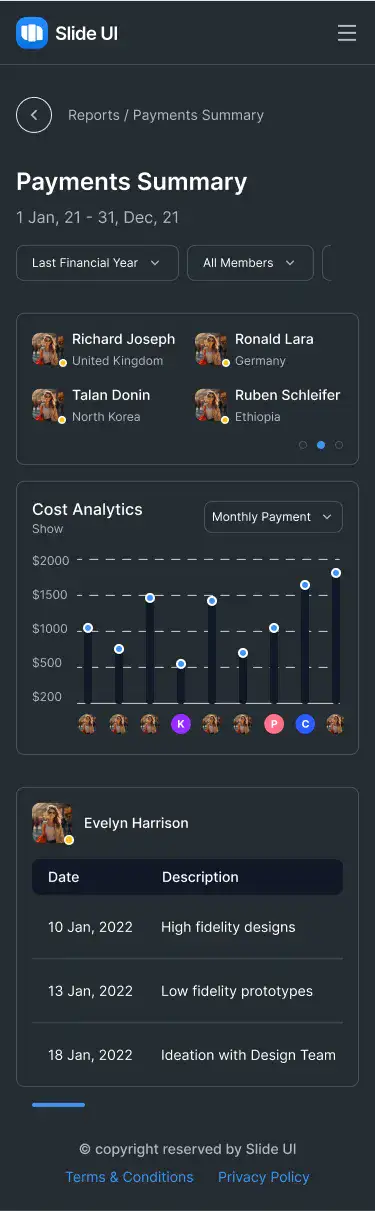 Slide UI
Reports / Payments Summary
Payments Summary
1 Jan, 21 - 31, Dec, 21
Last Financial Year
All Members
Richard Joseph
United Kingdom
Ronald Lara
Germany
Talan Donin
North Korea
Ruben Schleifer
Ethiopia
Cost Analytics
Show
Monthly Payment
$2000
$1500
$1000
$500
$200
K P C
Evelyn Harrison
Date Description
10 Jan, 2022 High fidelity designs
13 Jan, 2022 Low fidelity prototypes
18 Jan, 2022 Ideation with Design Team
© copyright reserved by Slide UI
Terms & Conditions Privacy Policy